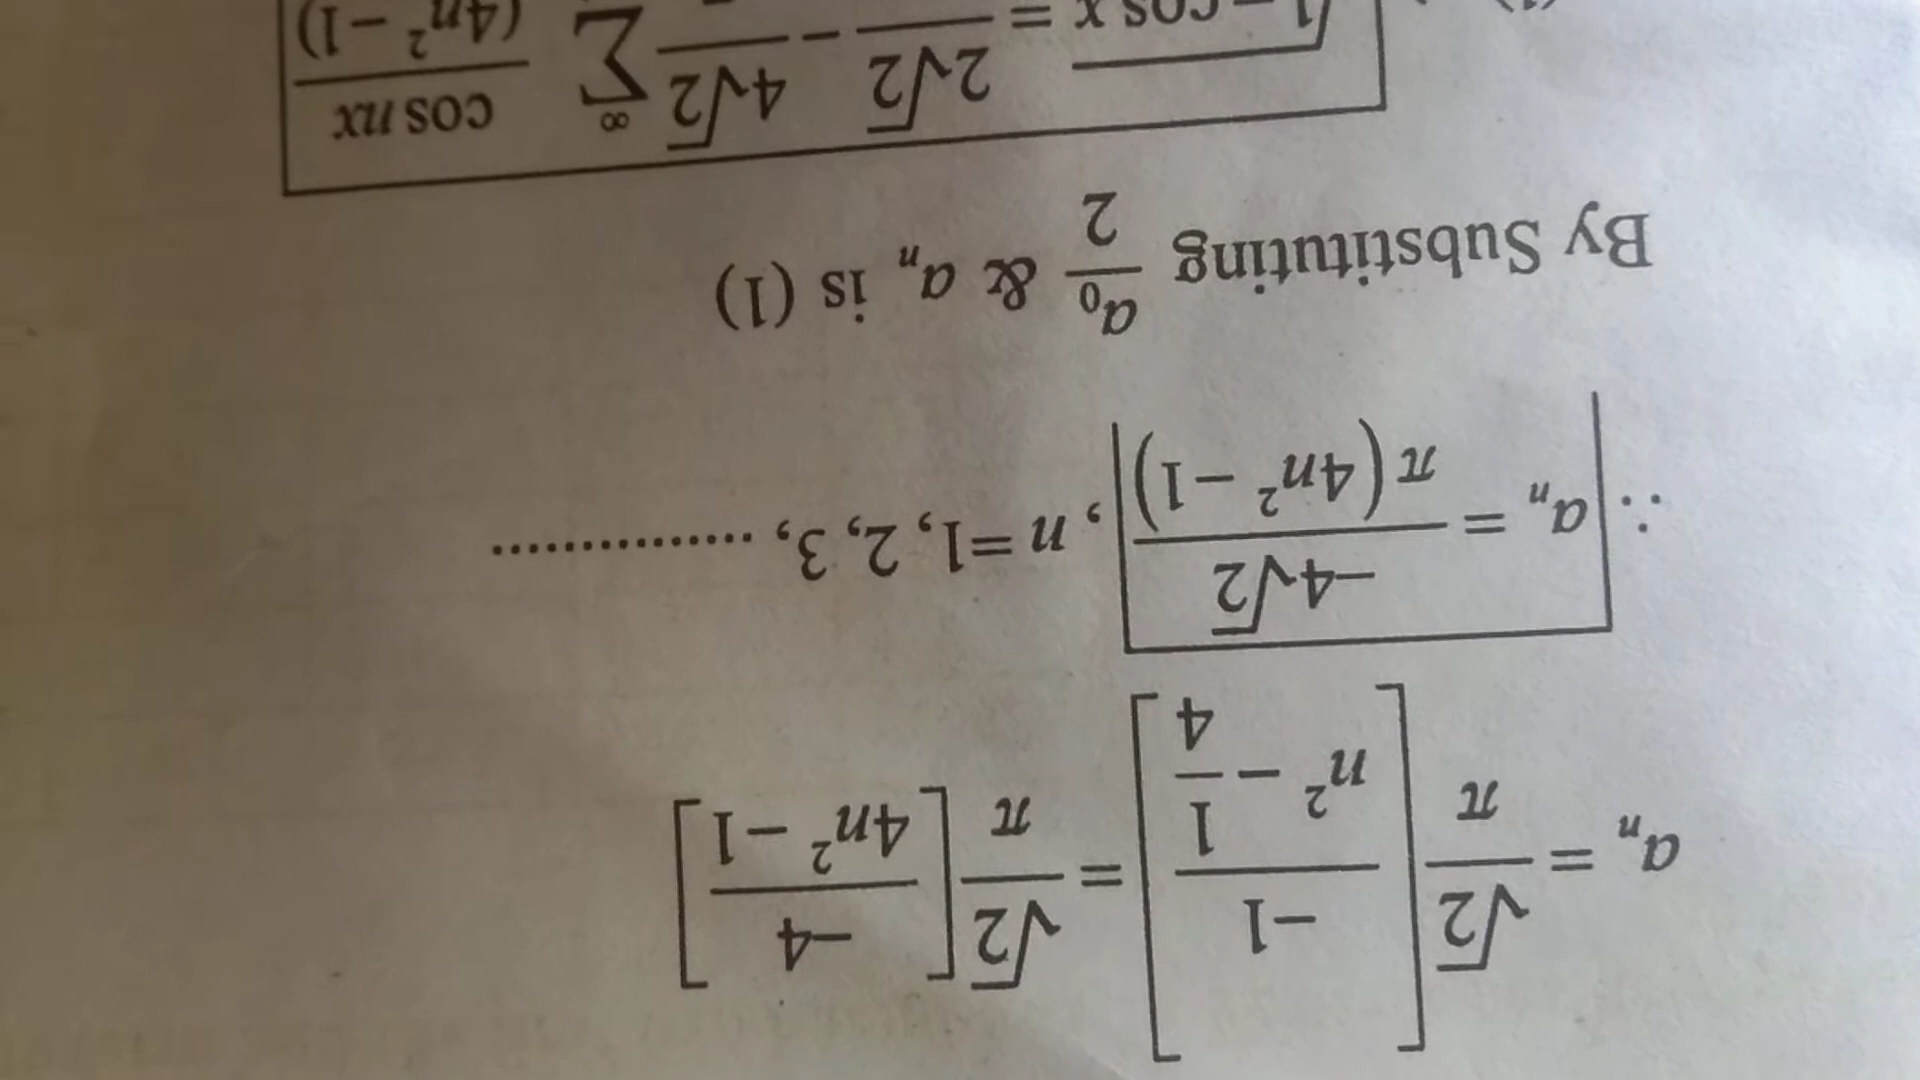 aₙ = √2/π [ −1 / (n² − 1/4) ] = √2/π [ −4 / (4n² − 1) ]
∴ aₙ = −4√2 / π(4n² −1) , n=1, 2, 3, ...............
By Substituting a₀/2 & aₙ is (1)
cos x = 2√2 − 4√2 ∑ ∞ cos nx / (4n² −1)